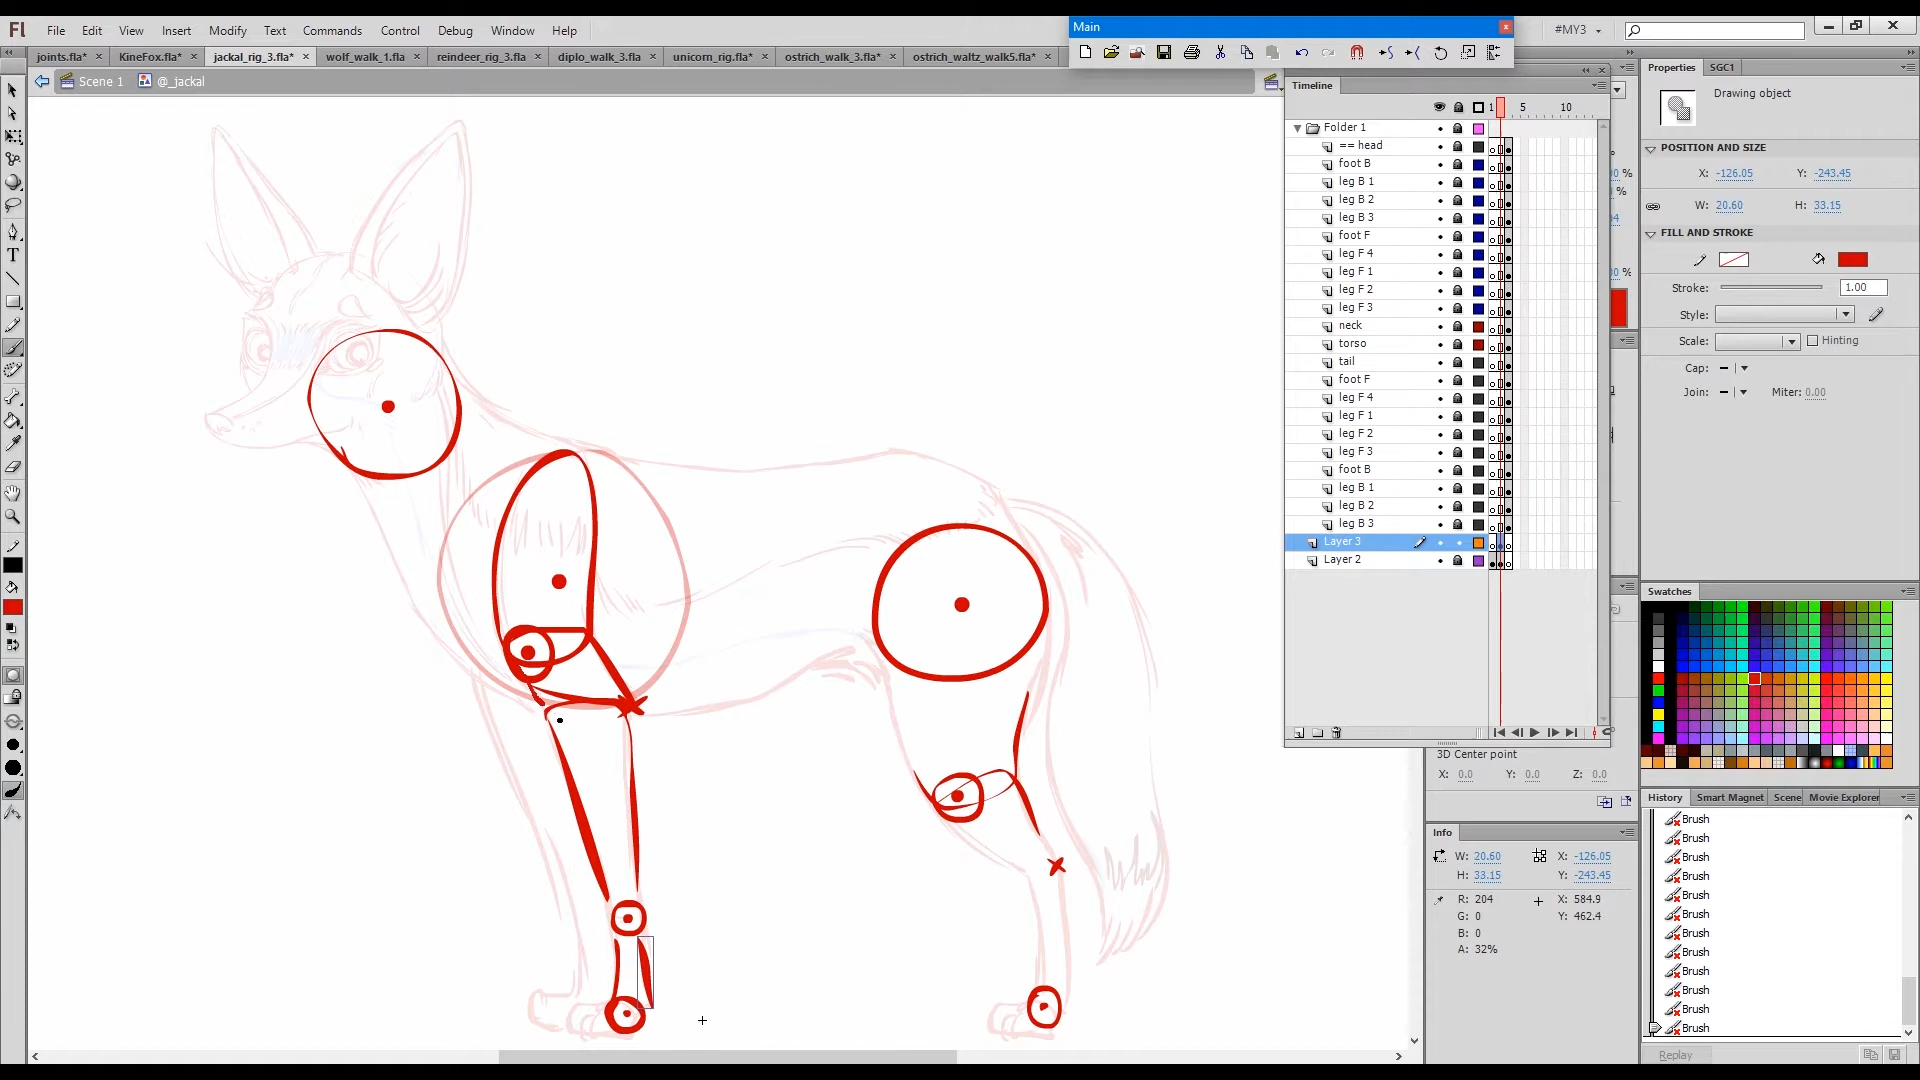 Main
Fl File Edit View Insert Modify Text Commands Control Debug Window Help
#MY3
joints.fla* KineFox.fla* jackal_rig_3.fla* wolf_walk_1.fla reindeer_rig_3.fla diplo_walk_3.fla unicorn_rig.fla* ostrich_walk_3.fla* ostrich_waltz_walk5.fla*
Scene 1 @_jackal
Timeline
1 5 10
Folder 1
== head
foot B
leg B 1
leg B 2
leg B 3
foot F
leg F 4
leg F 1
leg F 2
leg F 3
neck
torso
tail
foot F
leg F 4
leg F 1
leg F 2
leg F 3
foot B
leg B 1
leg B 2
leg B 3
Layer 3
Layer 2
Properties SGC1
Drawing object
POSITION AND SIZE
X: -126.05 Y: -243.45
W: 20.60 H: 33.15
FILL AND STROKE
Stroke: 1.00
Style:
Scale: Hinting
Cap:
Join: Miter: 0.00
Swatches
3D Center point
X: 0.0 Y: 0.0 Z: 0.0
Info
W: 20.60 X: -126.05
H: 33.15 Y: -243.45
R: 204 X: 584.9
G: 0 Y: 462.4
B: 0
A: 32%
History Smart Magnet Scene Movie Explorer
Brush
Brush
Brush
Brush
Brush
Brush
Brush
Brush
Brush
Brush
Brush
Brush
Replay